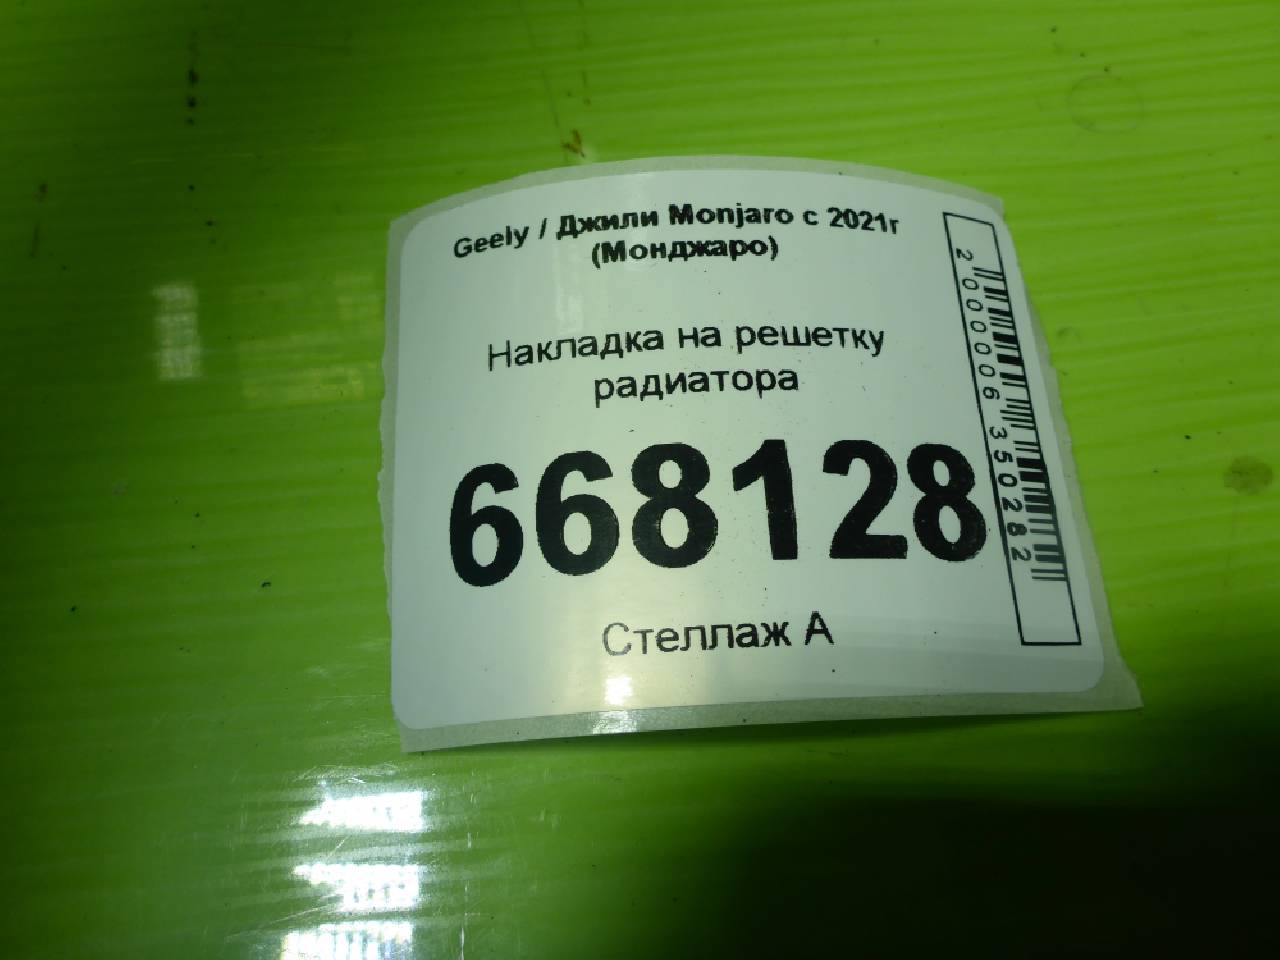 Geely / Джили Monjaro с 2021г
(Монджаро)
Накладка на решетку
радиатора
668128
Стеллаж А
2000006350282